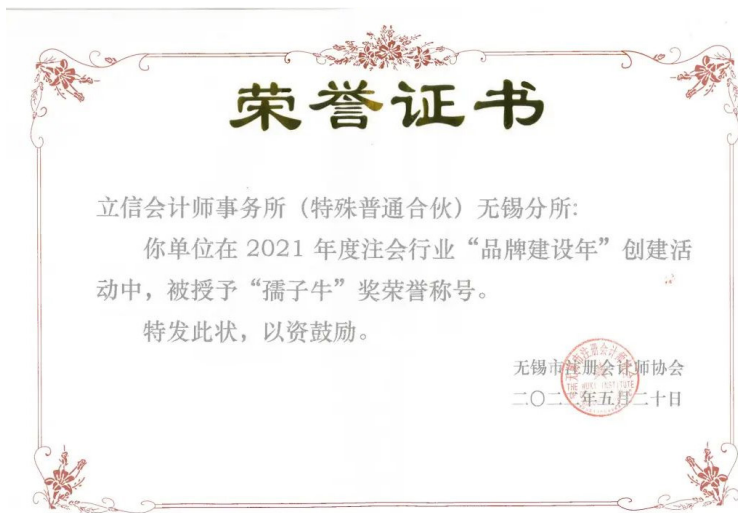 荣誉证书
立信会计师事务所（特殊普通合伙）无锡分所:
你单位在 2021 年度注会行业“品牌建设年”创建活
动中，被授予“孺子牛”奖荣誉称号。
特发此状，以资鼓励。
无锡市注册会计师协会
二〇二二年五月二十日